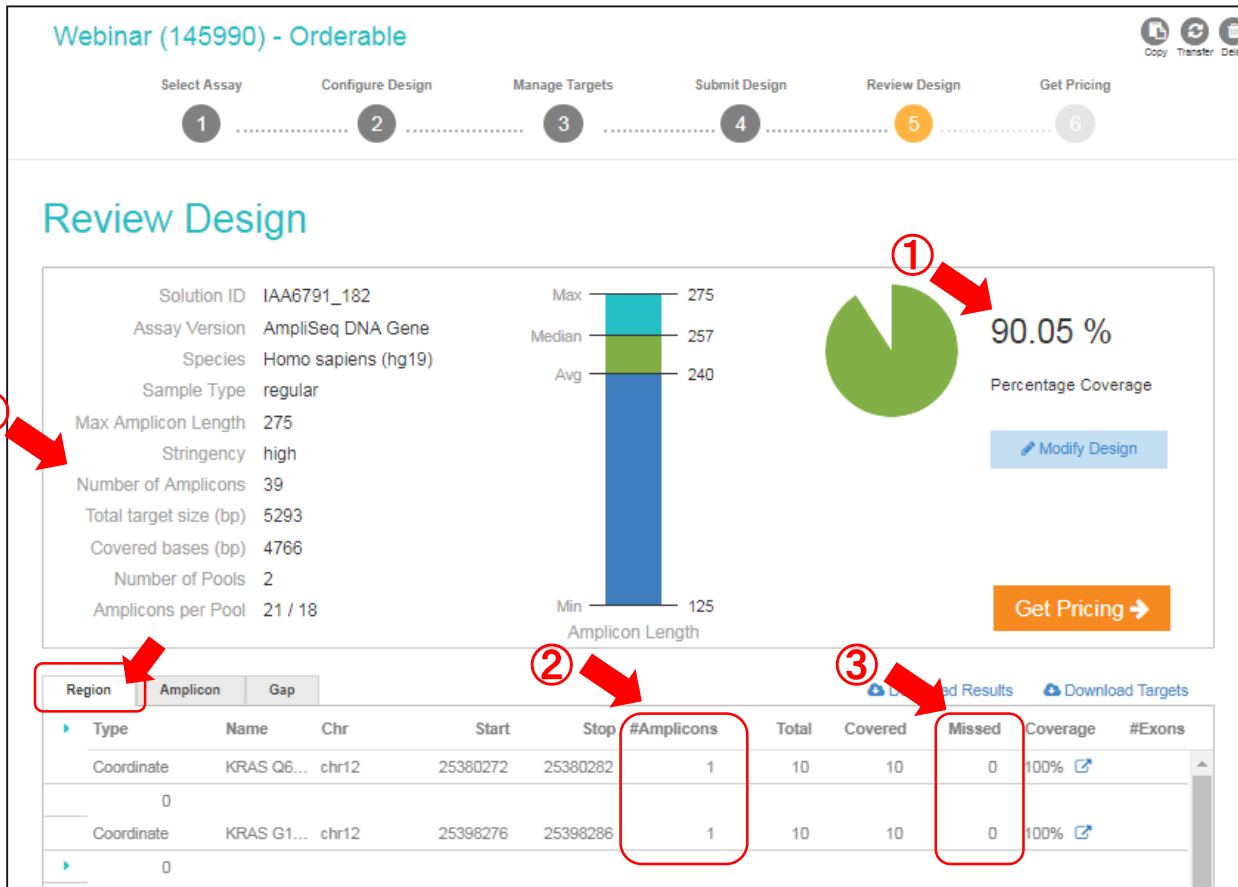 Webinar (145990) - Orderable
Copy Transfer
Select Assay Configure Design Manage Targets Submit Design Review Design Get Pricing
1 2 3 4 5 6
Review Design
①
Solution ID IAA6791_182
Assay Version AmpliSeq DNA Gene
Species Homo sapiens (hg19)
Sample Type regular
Max Amplicon Length 275
Stringency high
Number of Amplicons 39
Total target size (bp) 5293
Covered bases (bp) 4766
Number of Pools 2
Amplicons per Pool 21 / 18
Max 275
Median 257
Avg 240
Min 125
Amplicon Length
90.05 %
Percentage Coverage
Modify Design
Get Pricing
② ③
Region Amplicon Gap Download Results Download Targets
Type Name Chr Start Stop #Amplicons Total Covered Missed Coverage #Exons
Coordinate KRAS Q6... chr12 25380272 25380282 1 10 10 0 100%
0
Coordinate KRAS G1... chr12 25398276 25398286 1 10 10 0 100%
0